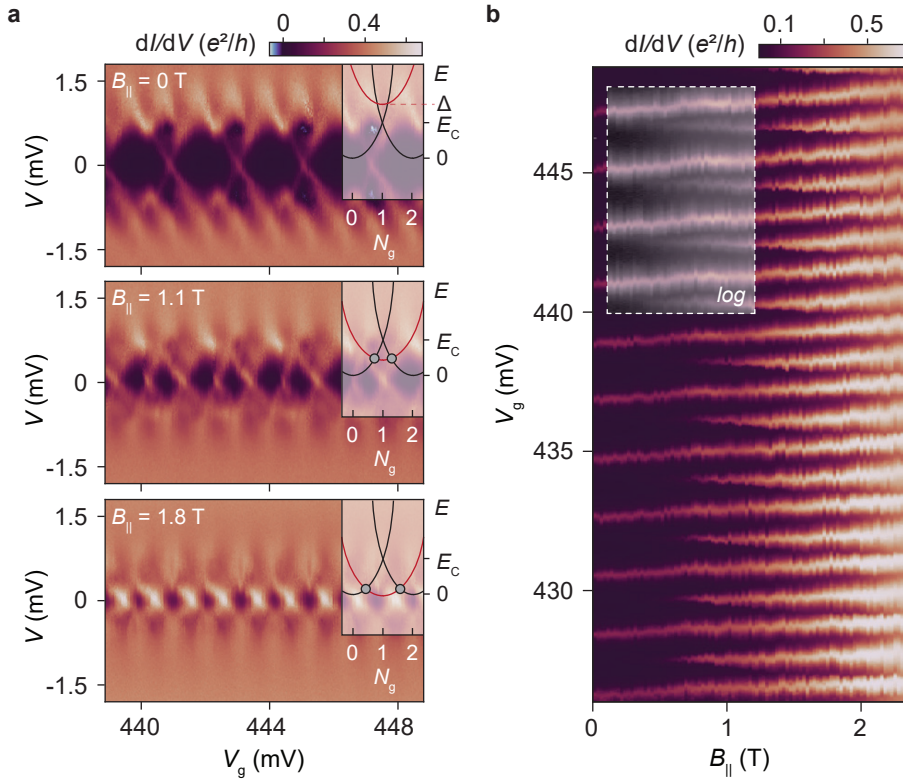 a
dI/dV (e²/h)
0
0.4
B|| = 0 T
1.5
0
-1.5
V (mV)
E
Δ
E_C
0
0 1 2
N_g
B|| = 1.1 T
1.5
0
-1.5
V (mV)
E
E_C
0
0 1 2
N_g
B|| = 1.8 T
1.5
0
-1.5
V (mV)
E
E_C
0
0 1 2
N_g
440 444 448
V_g (mV)
b
dI/dV (e²/h)
0.1 0.5
log
445
440
435
430
V_g (mV)
0 1 2
B|| (T)